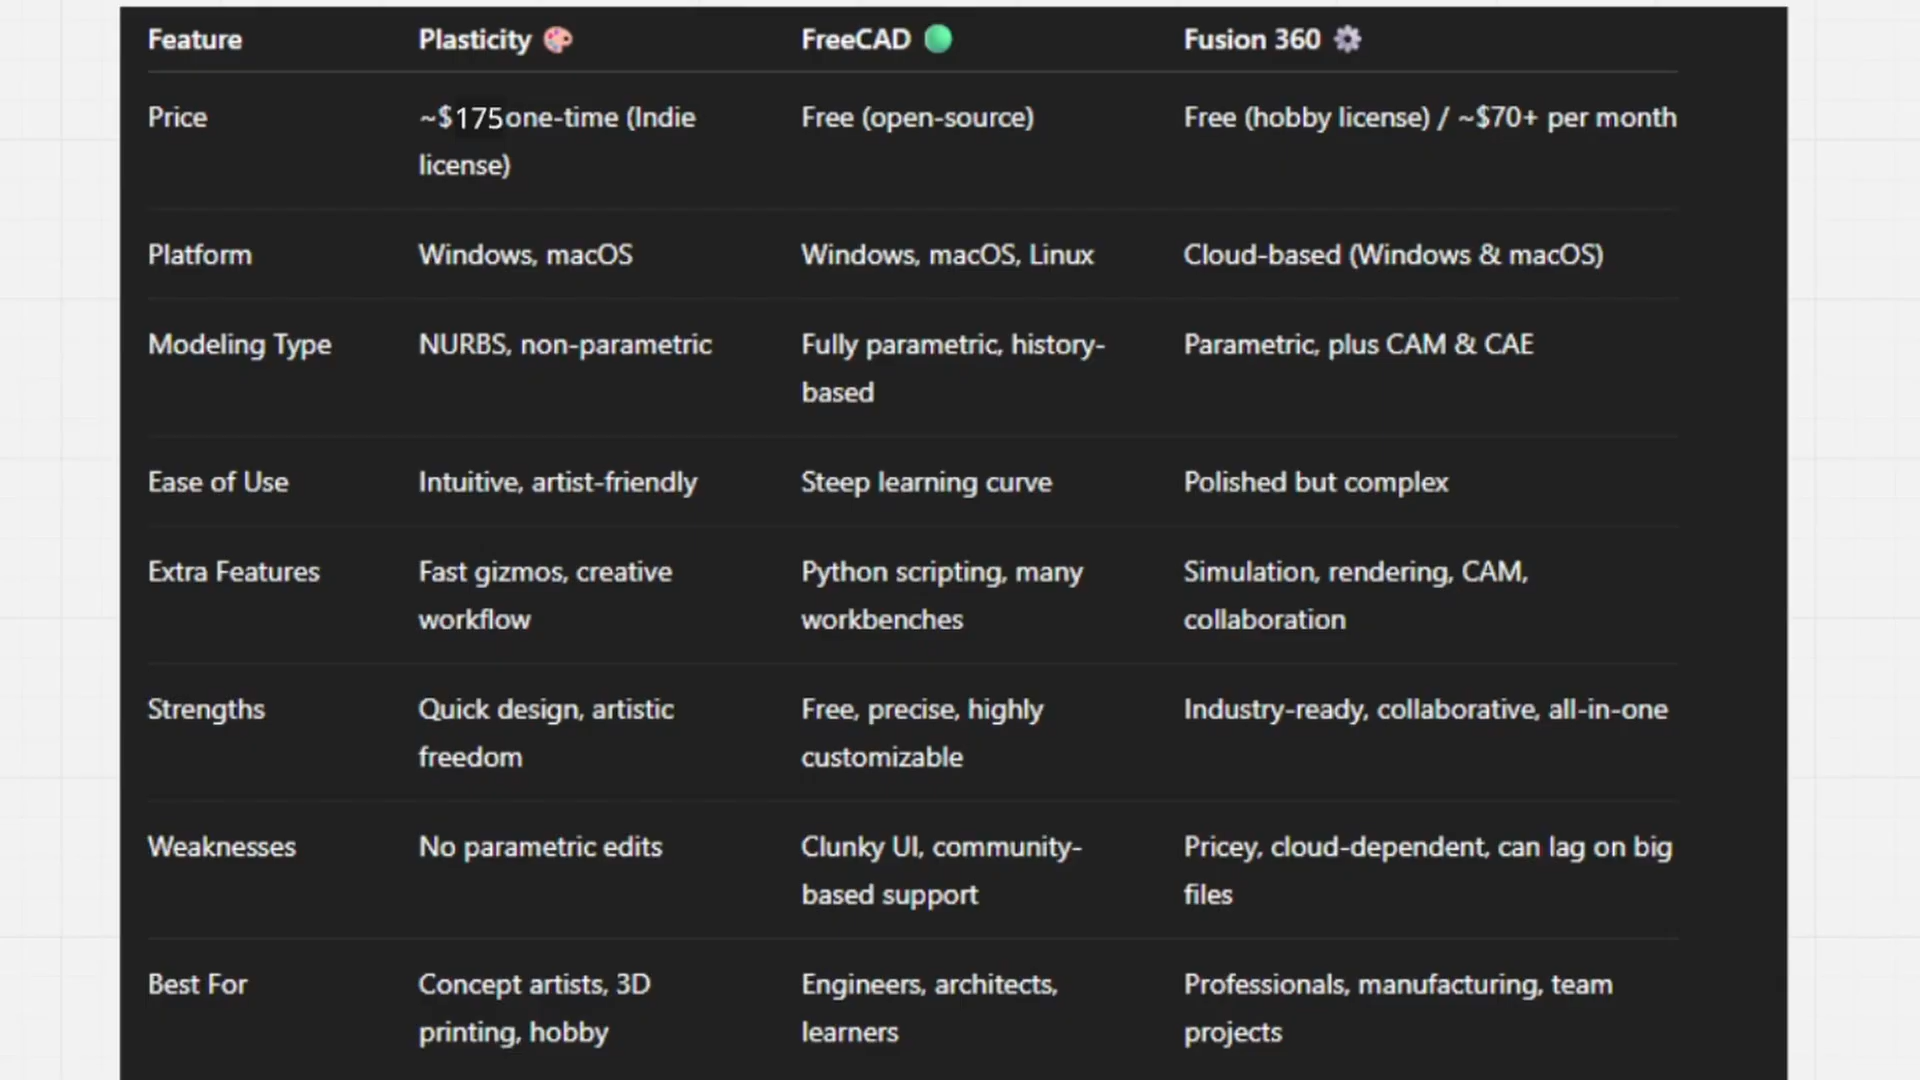 Feature Plasticity 🎨 FreeCAD 🟢 Fusion 360 ⚙
Price ~$175one-time (Indie license) Free (open-source) Free (hobby license) / ~$70+ per month
Platform Windows, macOS Windows, macOS, Linux Cloud-based (Windows & macOS)
Modeling Type NURBS, non-parametric Fully parametric, history-based Parametric, plus CAM & CAE
Ease of Use Intuitive, artist-friendly Steep learning curve Polished but complex
Extra Features Fast gizmos, creative workflow Python scripting, many workbenches Simulation, rendering, CAM, collaboration
Strengths Quick design, artistic freedom Free, precise, highly customizable Industry-ready, collaborative, all-in-one
Weaknesses No parametric edits Clunky UI, community-based support Pricey, cloud-dependent, can lag on big files
Best For Concept artists, 3D printing, hobby Engineers, architects, learners Professionals, manufacturing, team projects